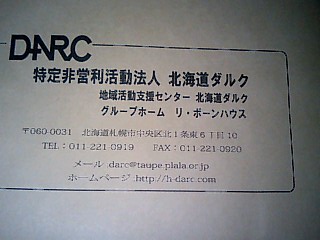 DARC
特定非営利活動法人 北海道ダルク
地域活動支援センター 北海道ダルク
グループホーム リ・ボーンハウス
〒060-0031 北海道札幌市中央区北1条東6丁目10
TEL:011-221-0919 FAX:011-221-0920
メール:darc@taupe.plala.or.jp
ホームページ:http://h-darc.com